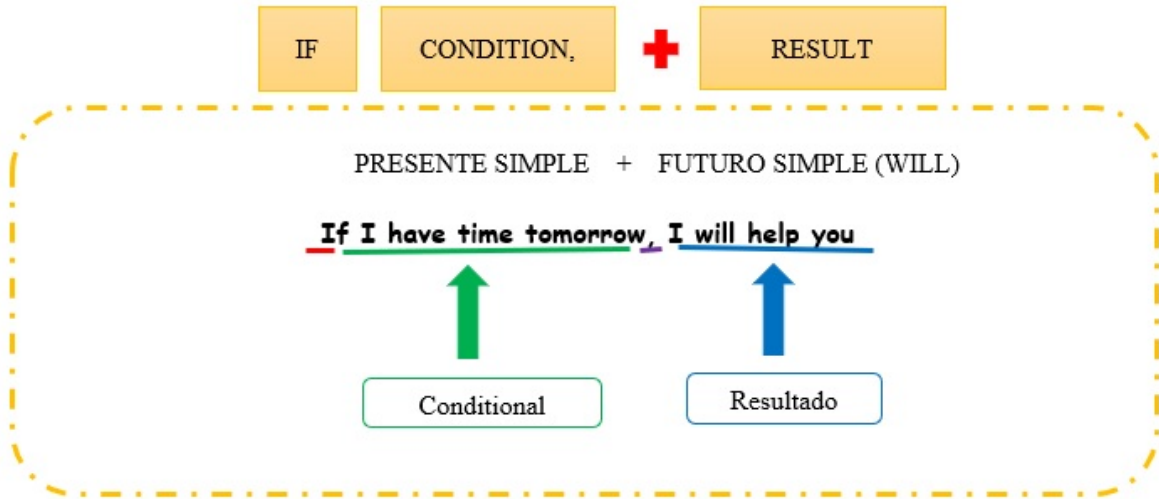 IF CONDITION, + RESULT
PRESENTE SIMPLE + FUTURO SIMPLE (WILL)
If I have time tomorrow, I will help you
Conditional Resultado